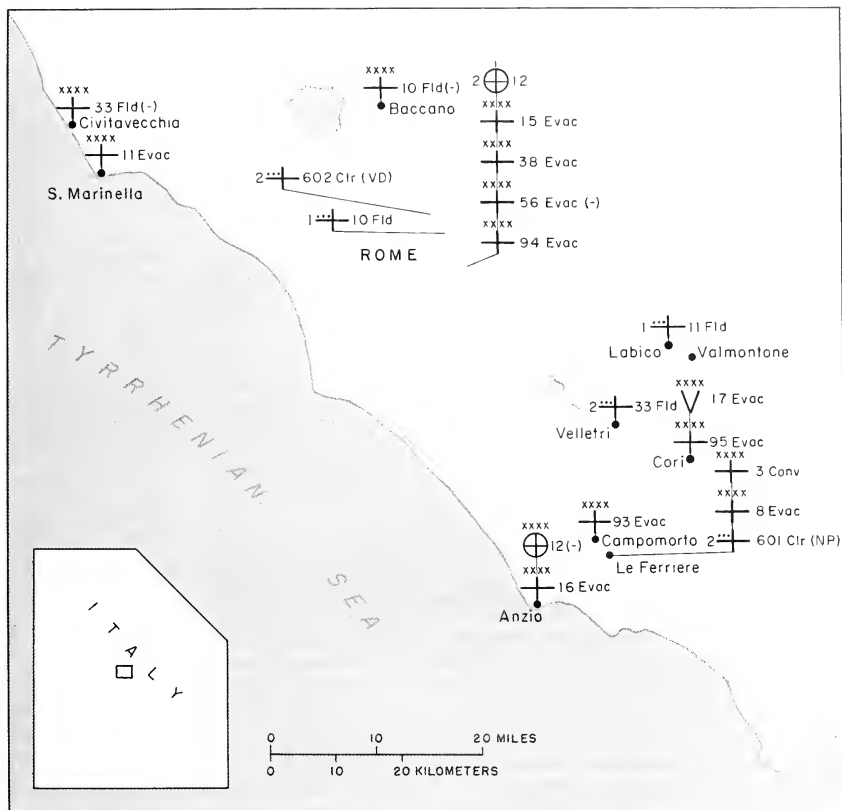 xxxx
33 Fld(-)
Civitavecchia
xxxx
11 Evac
S. Marinella
xxxx
10 Fld(-)
Baccano
2 602 Clr (VD)
1 10 Fld
ROME
2 12
xxxx
15 Evac
xxxx
38 Evac
xxxx
56 Evac (-)
xxxx
94 Evac
1 11 Fld
Labico
Valmontone
2 33 Fld
Velletri
xxxx
17 Evac
xxxx
95 Evac
Cori
xxxx
3 Conv
xxxx
8 Evac
2 601 Clr (NP)
xxxx
93 Evac
Campomorto
Le Ferriere
xxxx
12(-)
xxxx
16 Evac
Anzio
TYRRHENIAN
SEA
ITALY
0 10 20 MILES
0 10 20 KILOMETERS